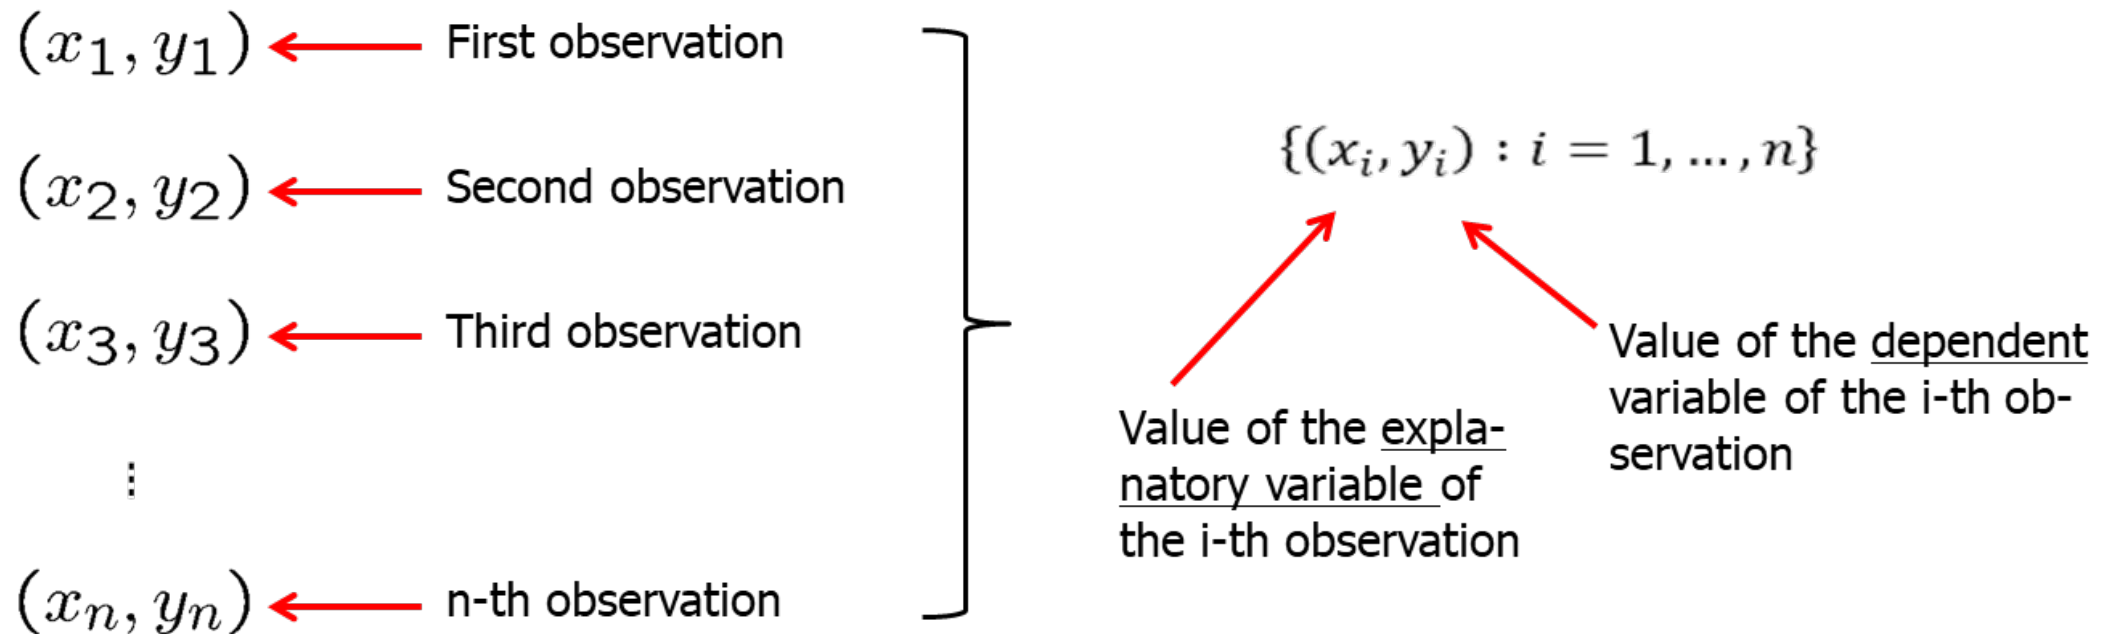 (x₁, y₁) First observation
(x₂, y₂) Second observation
(x₃, y₃) Third observation
⋮
(xₙ, yₙ) n-th observation
{(xᵢ, yᵢ) : i = 1, … , n}
Value of the expla-
natory variable of
the i-th observation
Value of the dependent
variable of the i-th ob-
servation